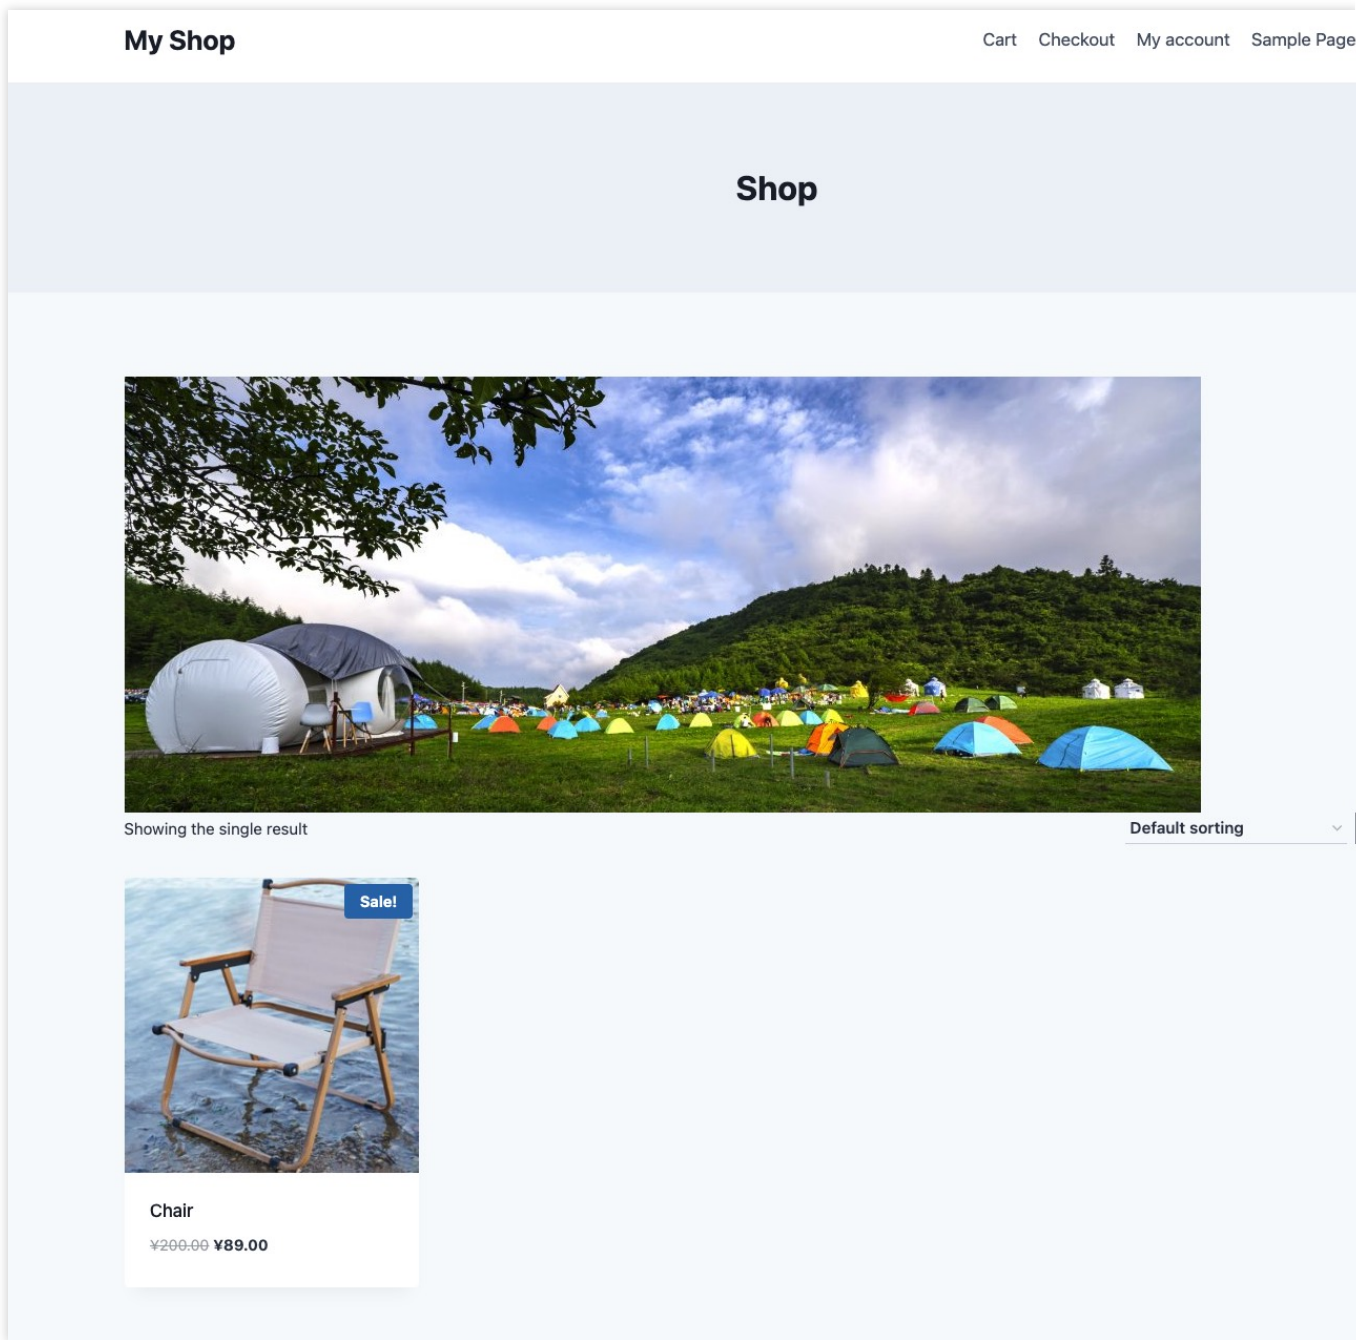 My Shop
Cart Checkout My account Sample Page
Shop
Showing the single result
Default sorting
Sale!
Chair
¥200.00 ¥89.00